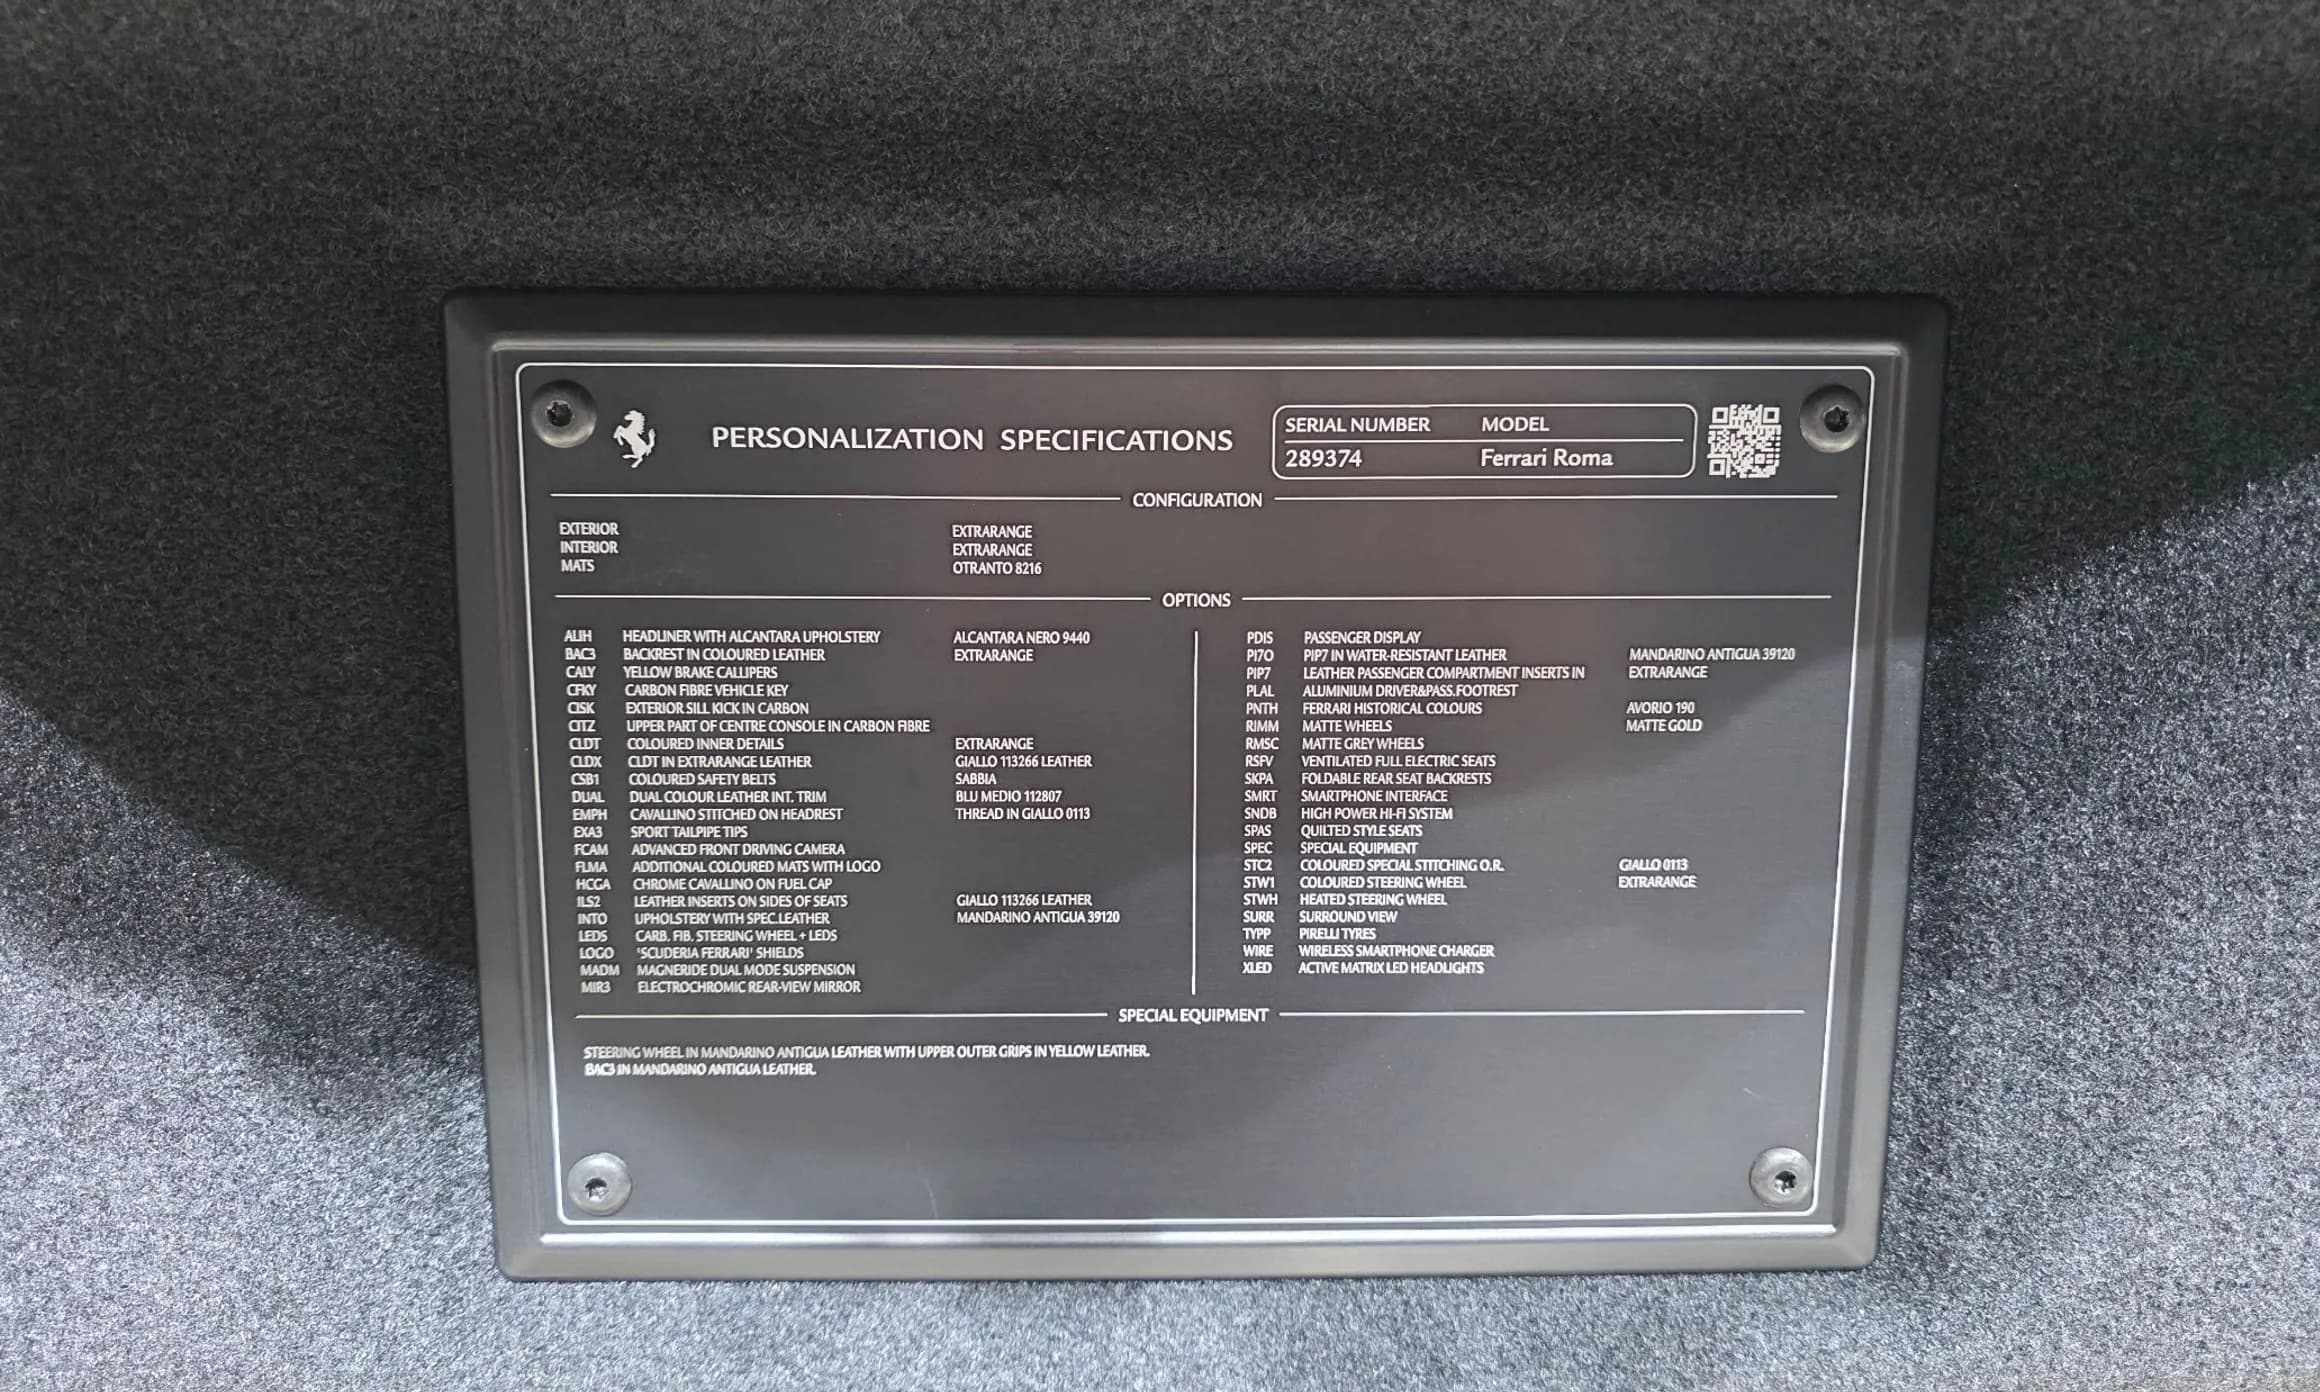 PERSONALIZATION SPECIFICATIONS
SERIAL NUMBER MODEL
289374 Ferrari Roma
CONFIGURATION
EXTERIOR EXTRARANGE
INTERIOR EXTRARANGE
MATS OTRANTO 8216
OPTIONS
ALIH HEADLINER WITH ALCANTARA UPHOLSTERY ALCANTARA NERO 9440
BAC3 BACKREST IN COLOURED LEATHER EXTRARANGE
CALY YELLOW BRAKE CALLIPERS
CFKY CARBON FIBRE VEHICLE KEY
CISK EXTERIOR SILL KICK IN CARBON
CITZ UPPER PART OF CENTRE CONSOLE IN CARBON FIBRE
CLDT COLOURED INNER DETAILS EXTRARANGE
CLDX CLDT IN EXTRARANGE LEATHER GIALLO 113266 LEATHER
CSB1 COLOURED SAFETY BELTS SABBIA
DUAL DUAL COLOUR LEATHER INT. TRIM BLU MEDIO 112807
EMPH CAVALLINO STITCHED ON HEADREST THREAD IN GIALLO 0113
EXA3 SPORT TAILPIPE TIPS
FCAM ADVANCED FRONT DRIVING CAMERA
FLMA ADDITIONAL COLOURED MATS WITH LOGO
HCGA CHROME CAVALLINO ON FUEL CAP
ILS2 LEATHER INSERTS ON SIDES OF SEATS GIALLO 113266 LEATHER
INTO UPHOLSTERY WITH SPEC.LEATHER MANDARINO ANTIGUA 39120
LEDS CARB. FIB. STEERING WHEEL + LEDS
LOGO 'SCUDERIA FERRARI' SHIELDS
MADM MAGNERIDE DUAL MODE SUSPENSION
MIR3 ELECTROCHROMIC REAR-VIEW MIRROR
PDIS PASSENGER DISPLAY
PI7O PIP7 IN WATER-RESISTANT LEATHER MANDARINO ANTIGUA 39120
PIP7 LEATHER PASSENGER COMPARTMENT INSERTS IN EXTRARANGE
PLAL ALUMINIUM DRIVER&PASS.FOOTREST
PNTH FERRARI HISTORICAL COLOURS AVORIO 190
RIMM MATTE WHEELS MATTE GOLD
RMSC MATTE GREY WHEELS
RSFV VENTILATED FULL ELECTRIC SEATS
SKPA FOLDABLE REAR SEAT BACKRESTS
SMRT SMARTPHONE INTERFACE
SNDB HIGH POWER HI-FI SYSTEM
SPAS QUILTED STYLE SEATS
SPEC SPECIAL EQUIPMENT
STC2 COLOURED SPECIAL STITCHING O.R. GIALLO 0113
STW1 COLOURED STEERING WHEEL EXTRARANGE
STWH HEATED STEERING WHEEL
SURR SURROUND VIEW
TYPP PIRELLI TYRES
WIRE WIRELESS SMARTPHONE CHARGER
XLED ACTIVE MATRIX LED HEADLIGHTS
SPECIAL EQUIPMENT
STEERING WHEEL IN MANDARINO ANTIGUA LEATHER WITH UPPER OUTER GRIPS IN YELLOW LEATHER.
BAC3 IN MANDARINO ANTIGUA LEATHER.